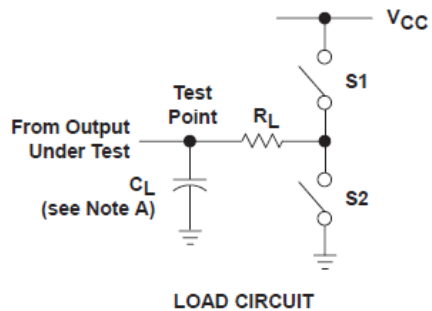 VCC
S1
Test
Point
RL
From Output
Under Test
CL
(see Note A)
S2
LOAD CIRCUIT